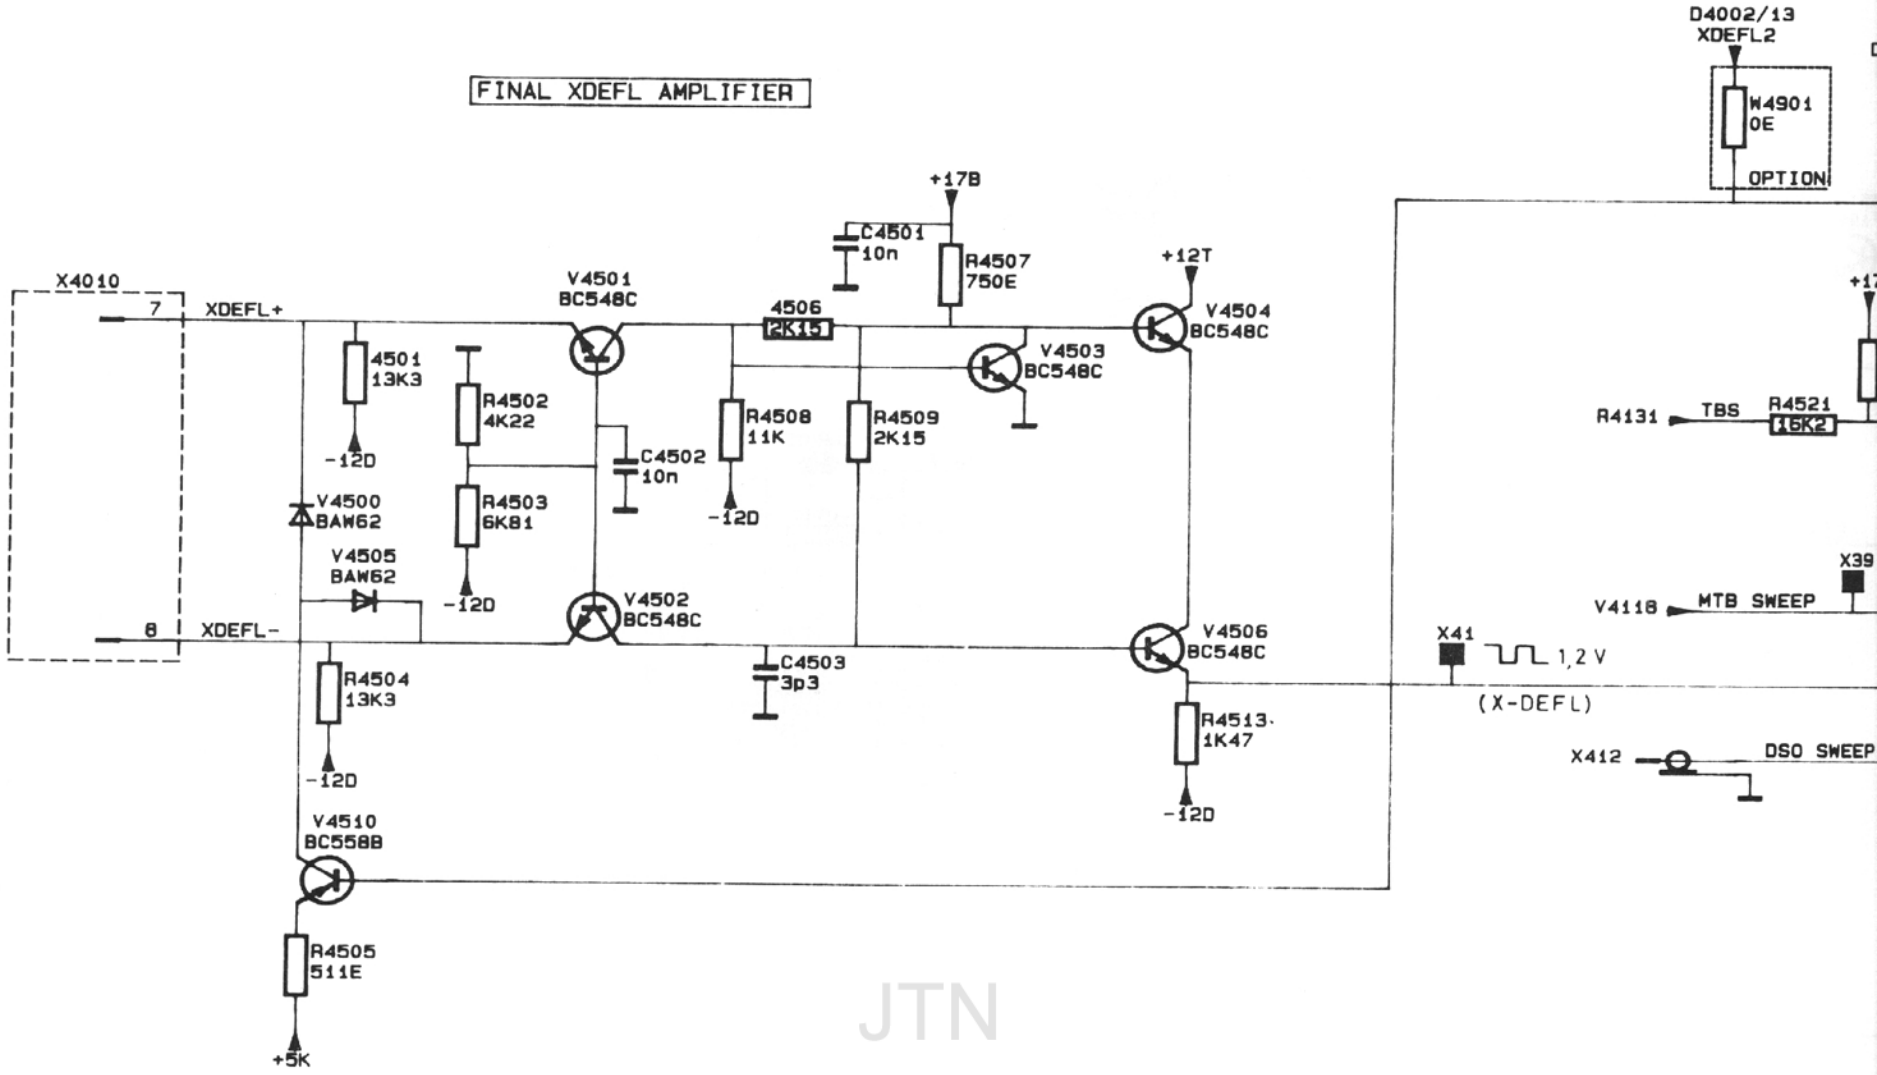 D4002/13
XDEFL2
FINAL XDEFL AMPLIFIER
W4901
0E
OPTION
+17B
C4501
10n
R4507
750E
+12T
X4010
7 XDEFL+
V4501
BC548C
4506
2K15
V4504
BC548C
4501
13K3
V4503
BC548C
R4502
4K22
R4508
11K
R4509
2K15
R4131 TBS R4521
16K2
-12D
C4502
10n
V4500
BAW62
R4503
6K81
-12D
V4505
BAW62
X39
-12D
V4502
BC548C
V4118 MTB SWEEP
8 XDEFL-
V4506
BC548C
X41
1,2 V
C4503
3p3
R4504
13K3
(X-DEFL)
R4513
1K47
X412 DSO SWEEP
-12D
-12D
V4510
BC558B
R4505
511E
+5K
JTN